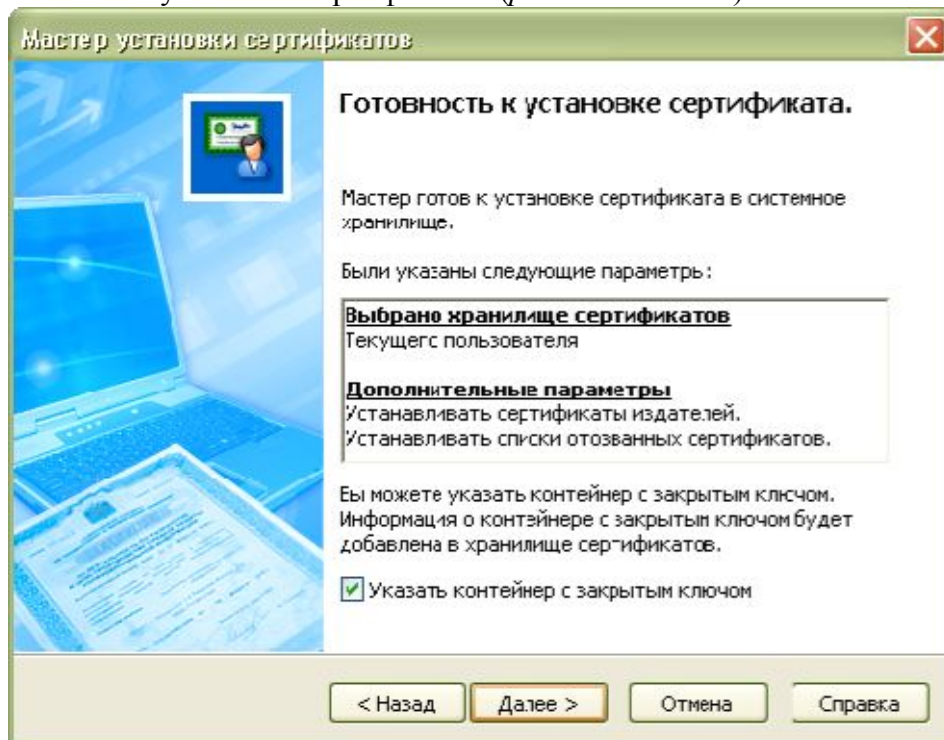 Мастер установки сертификатов
Готовность к установке сертификата.
Мастер готов к установке сертификата в системное
хранилище.
Были указаны следующие параметры:
Выбрано хранилище сертификатов
Текущего пользователя
Дополнительные параметры
Устанавливать сертификаты издателей.
Устанавливать списки отозванных сертификатов.
Вы можете указать контейнер с закрытым ключом.
Информация о контейнере с закрытым ключом будет
добавлена в хранилище сертификатов.
Указать контейнер с закрытым ключом
< Назад
Далее >
Отмена
Справка